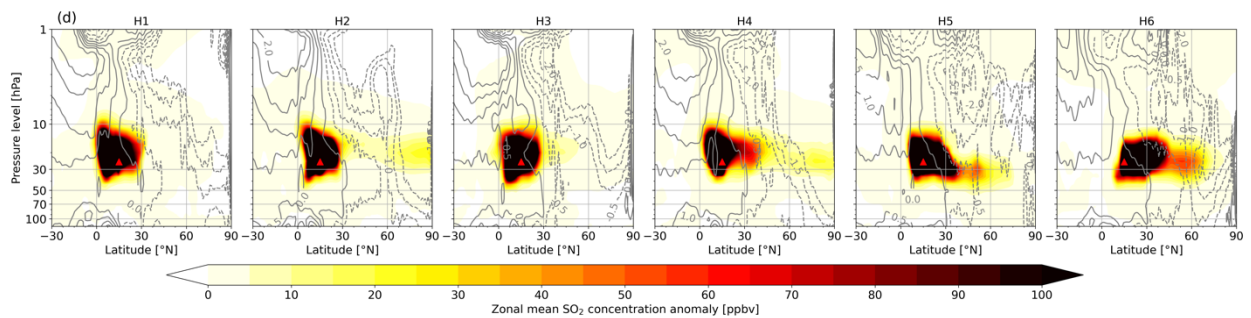 (d)
H1 H2 H3 H4 H5 H6
Pressure level [hPa]
1
10
30
50
70
100
−30 0 30 60 90 −30 0 30 60 90 −30 0 30 60 90 −30 0 30 60 90 −30 0 30 60 90 −30 0 30 60 90
Latitude [°N] Latitude [°N] Latitude [°N] Latitude [°N] Latitude [°N] Latitude [°N]
0 10 20 30 40 50 60 70 80 90 100
Zonal mean SO₂ concentration anomaly [ppbv]